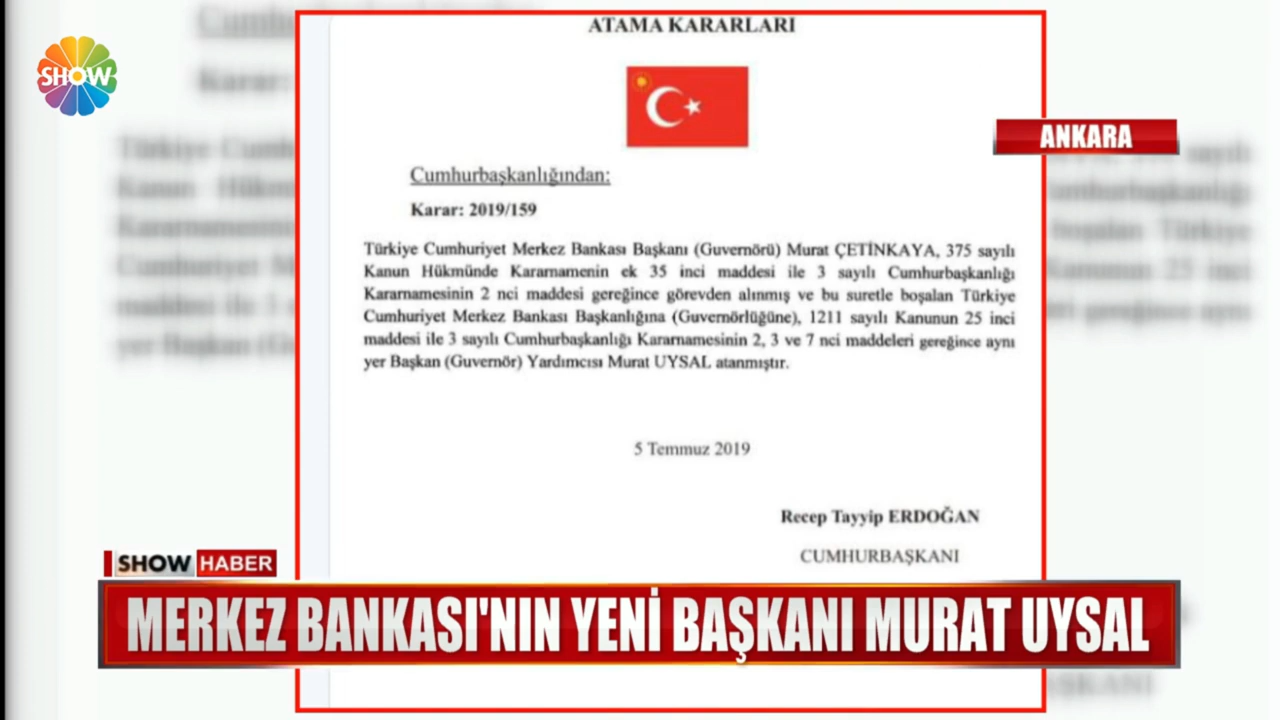 ATAMA KARARLARI
SHOW
ANKARA
Cumhurbaşkanlığından:
Karar: 2019/159
Türkiye Cumhuriyet Merkez Bankası Başkanı (Guvernörü) Murat ÇETİNKAYA, 375 sayılı
Kanun Hükmünde Kararnamenin ek 35 inci maddesi ile 3 sayılı Cumhurbaşkanlığı
Kararnamesinin 2 nci maddesi gereğince görevden alınmış ve bu suretle boşalan Türkiye
Cumhuriyet Merkez Bankası Başkanlığına (Guvernörlüğüne), 1211 sayılı Kanunun 25 inci
maddesi ile 3 sayılı Cumhurbaşkanlığı Kararnamesinin 2, 3 ve 7 nci maddeleri gereğince aynı
yer Başkan (Guvernör) Yardımcısı Murat UYSAL atanmıştır.
5 Temmuz 2019
Recep Tayyip ERDOĞAN
CUMHURBAŞKANI
SHOW HABER
MERKEZ BANKASI'NIN YENİ BAŞKANI MURAT UYSAL